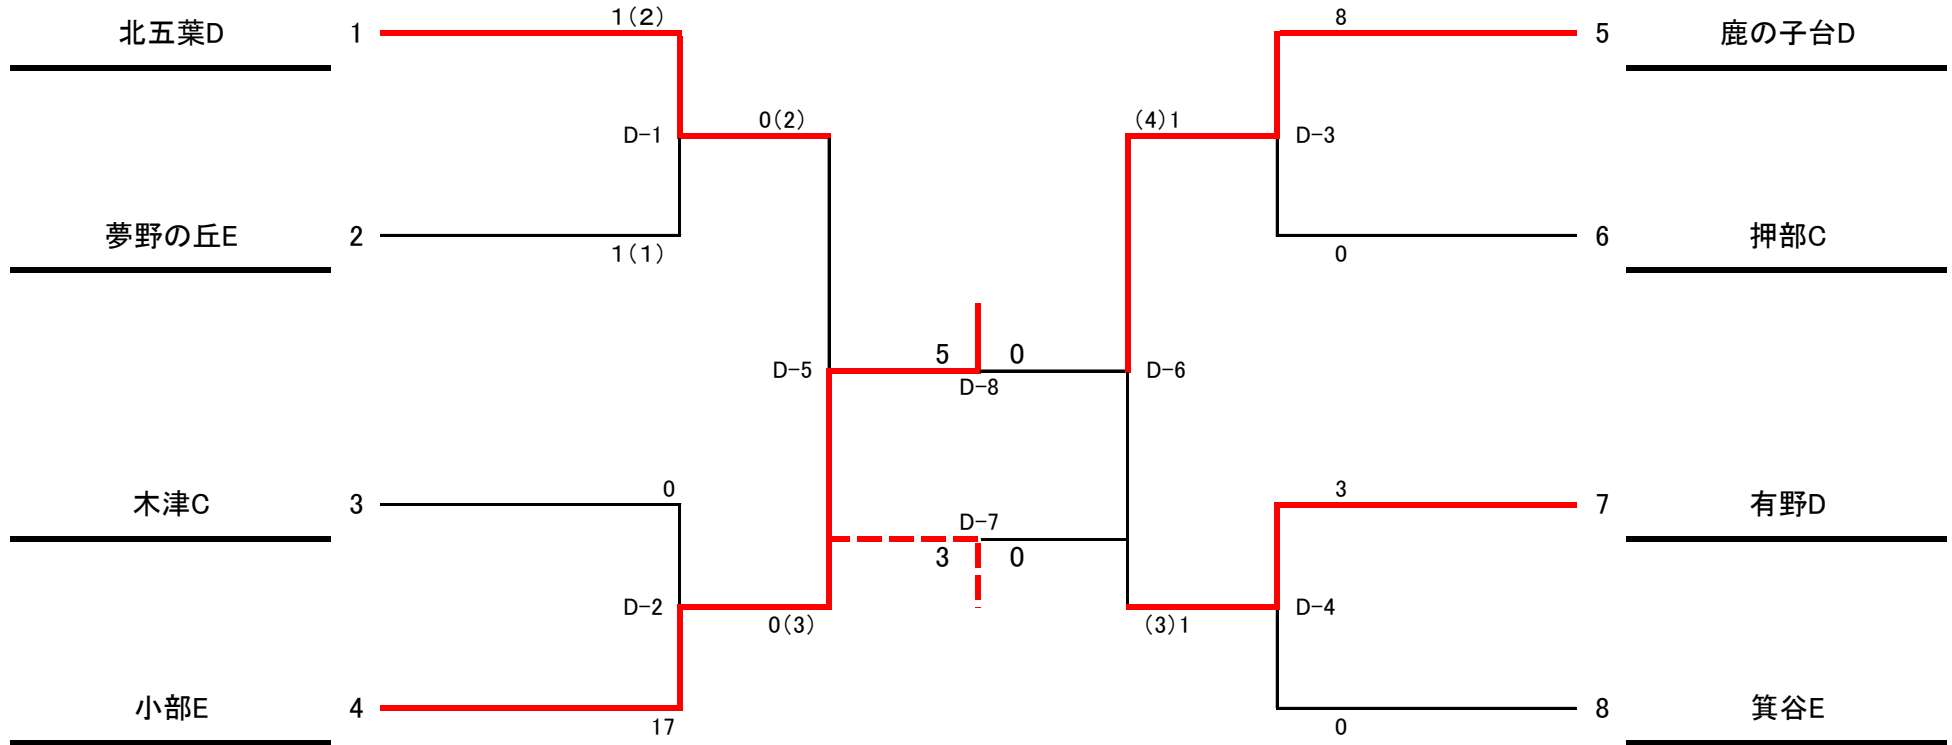 1(2)
8
北五葉D 1
5 鹿の子台D
0(2)
(4)1
D-1
D-3
夢野の丘E 2
6 押部C
1(1)
0
5 0
D-5
D-6
D-8
0
3
木津C 3
7 有野D
D-7
3 0
D-2
D-4
0(3)
(3)1
小部E 4
8 箕谷E
17
0